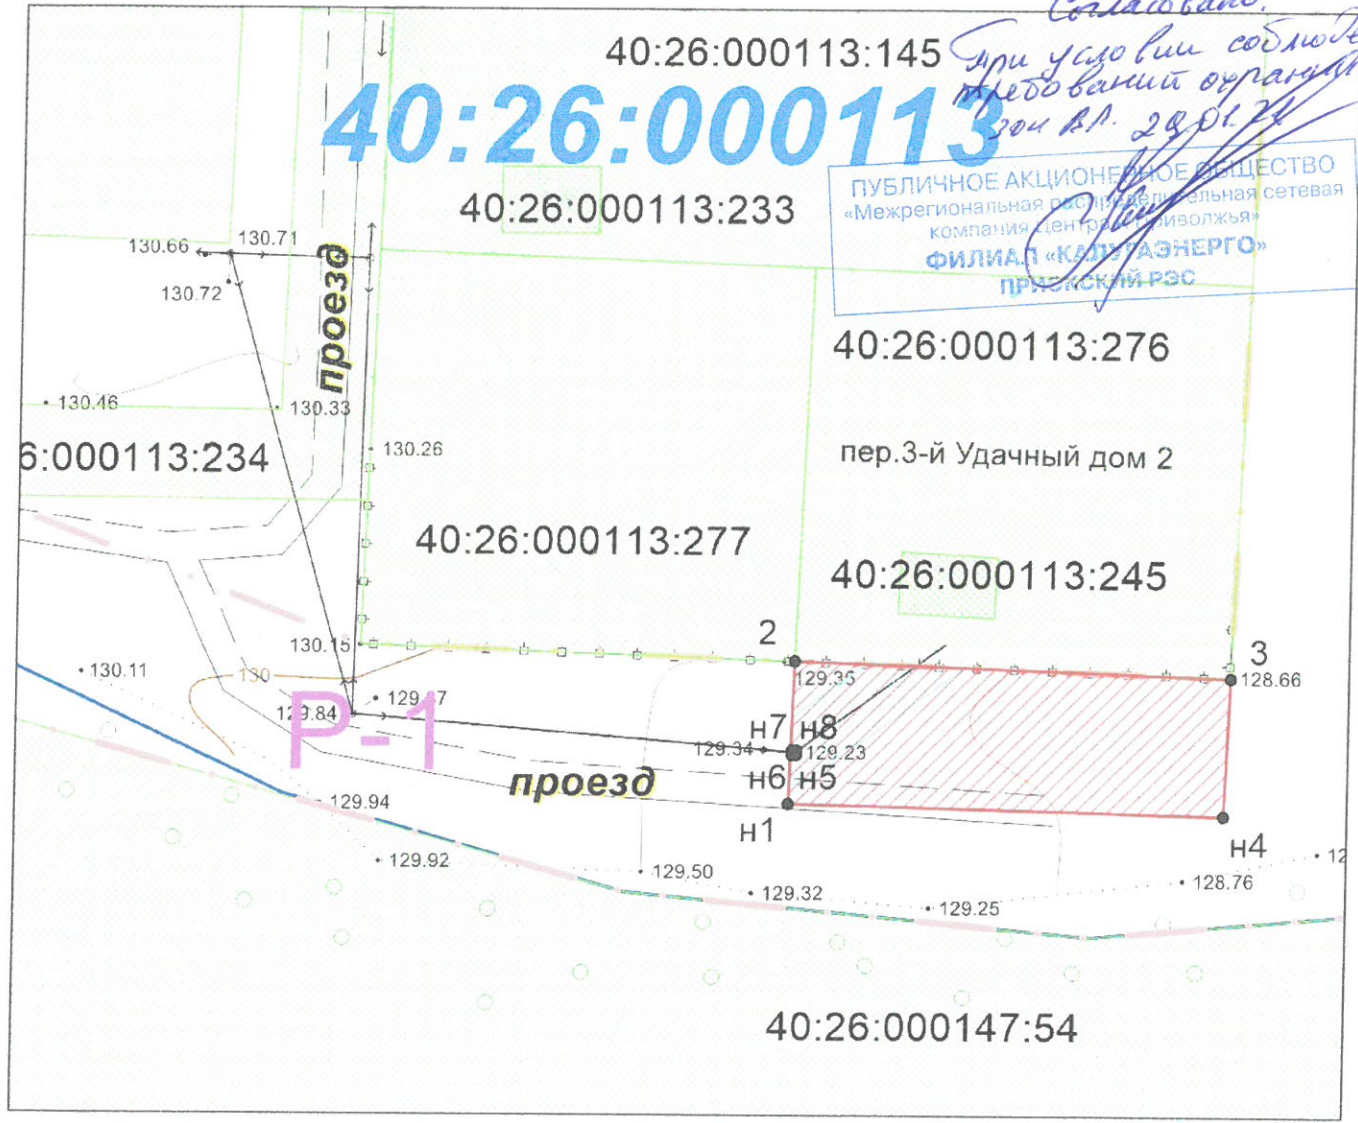 Согласовано.
40:26:000113:145
при условии соблюде
требований охранных
40:26:000113
зон ВЛ. 29.01.21
ПУБЛИЧНОЕ АКЦИОНЕРНОЕ ОБЩЕСТВО
«Межрегиональная распределительная сетевая
компания Центра и Приволжья»
ФИЛИАЛ «КАЛУГАЭНЕРГО»
ПРИОКСКИЙ РЭС
40:26:000113:233
130.66
130.71
130.72
проезд
40:26:000113:276
130.46
130.33
130.26
6:000113:234
пер.3-й Удачный дом 2
40:26:000113:277
40:26:000113:245
2
3
130.15
130.11
130
129.35
128.66
129.84
P-1
н7 н8
129.34
129.23
проезд
н6 н5
129.94
н1
н4
129.92
129.50
129.32
128.76
12
129.25
40:26:000147:54